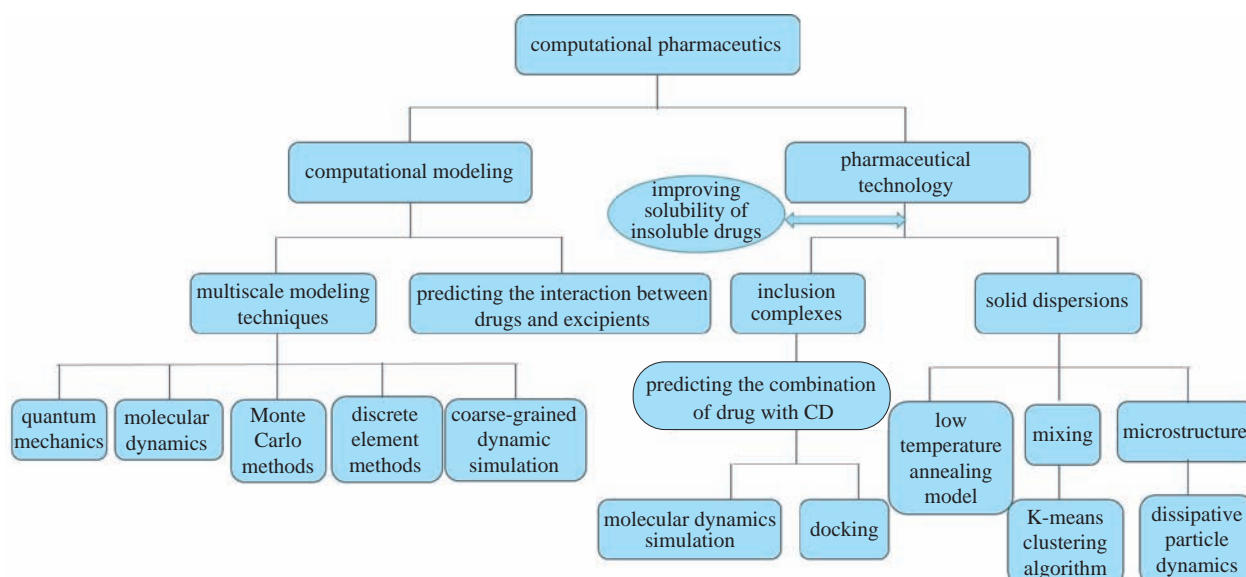 computational pharmaceutics
computational modeling
pharmaceutical
technology
improving
solubility of
insoluble drugs
multiscale modeling
techniques
predicting the interaction between
drugs and excipients
inclusion
complexes
solid dispersions
quantum
mechanics
molecular
dynamics
Monte
Carlo
methods
discrete
element
methods
coarse-grained
dynamic
simulation
predicting the combination
of drug with CD
low
temperature
annealing
model
mixing
microstructure
molecular dynamics
simulation
docking
K-means
clustering
algorithm
dissipative
particle
dynamics